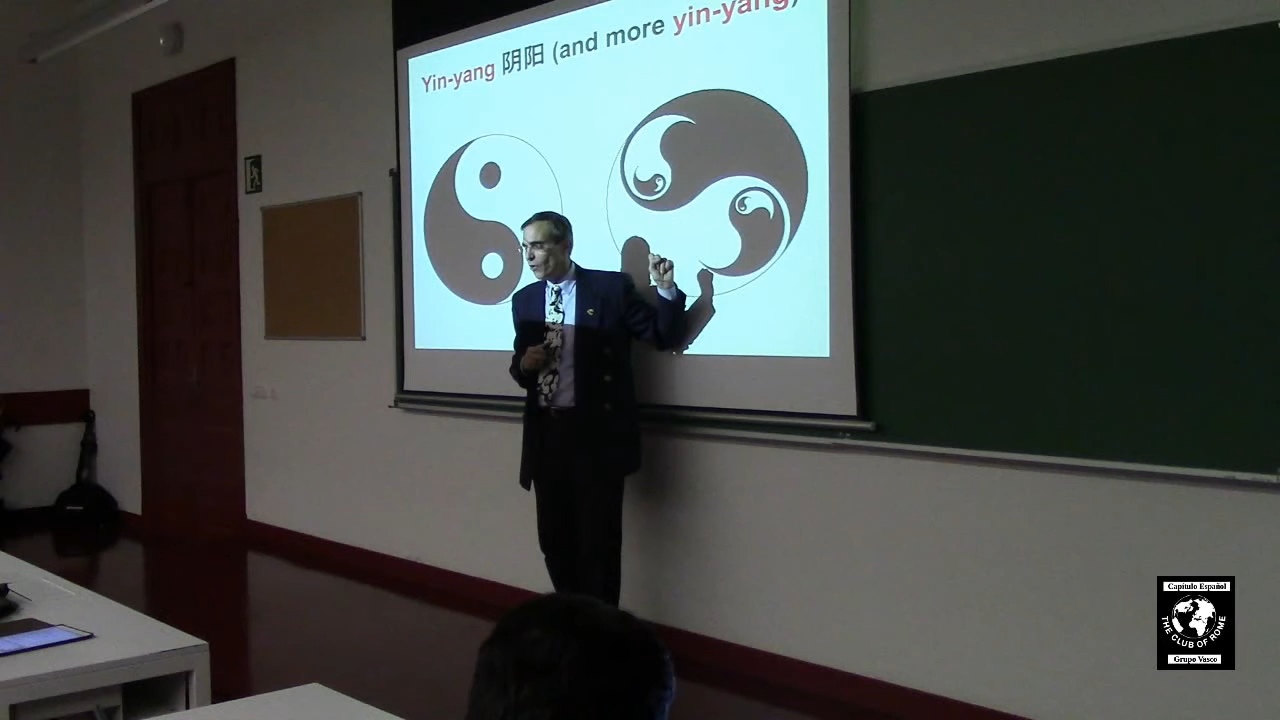 Yin-yang 阴阳 (and more yin-yang)
Capítulo Español
THE CLUB OF ROME
Grupo Vasco